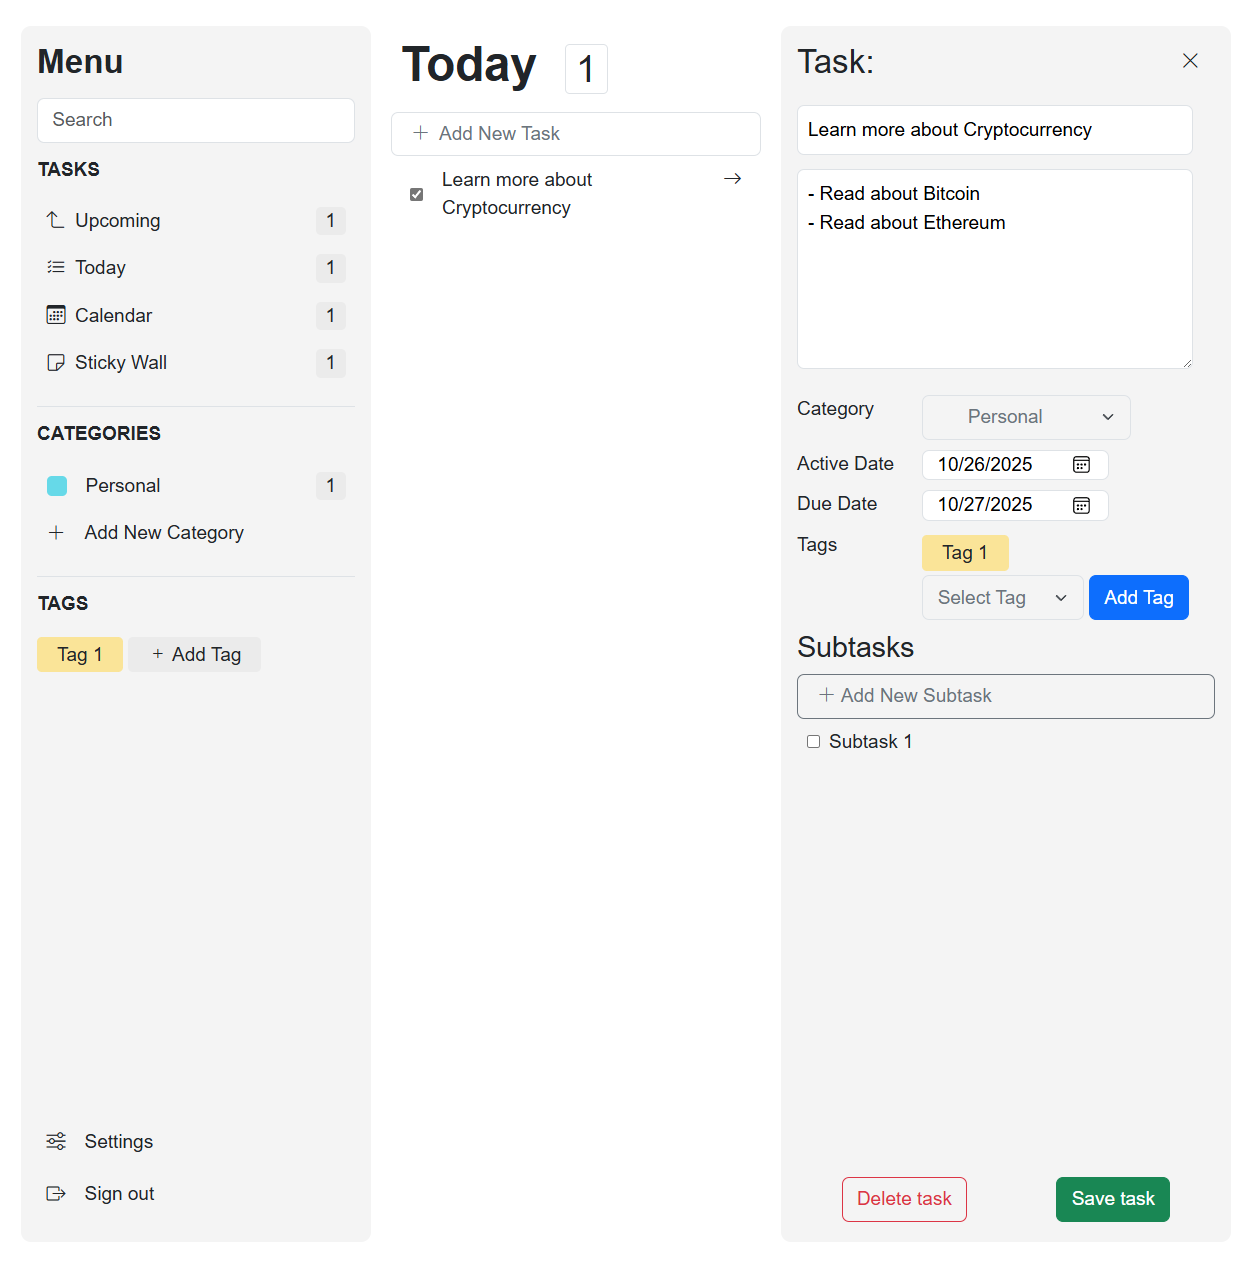 Menu
Search
TASKS
Upcoming 1
Today 1
Calendar 1
Sticky Wall 1
CATEGORIES
Personal 1
+ Add New Category
TAGS
Tag 1 + Add Tag
Settings
Sign out
Today 1
+ Add New Task
Learn more about
Cryptocurrency
Task:
Learn more about Cryptocurrency
- Read about Bitcoin
- Read about Ethereum
Category Personal
Active Date 10/26/2025
Due Date 10/27/2025
Tags Tag 1
Select Tag Add Tag
Subtasks
+ Add New Subtask
Subtask 1
Delete task Save task